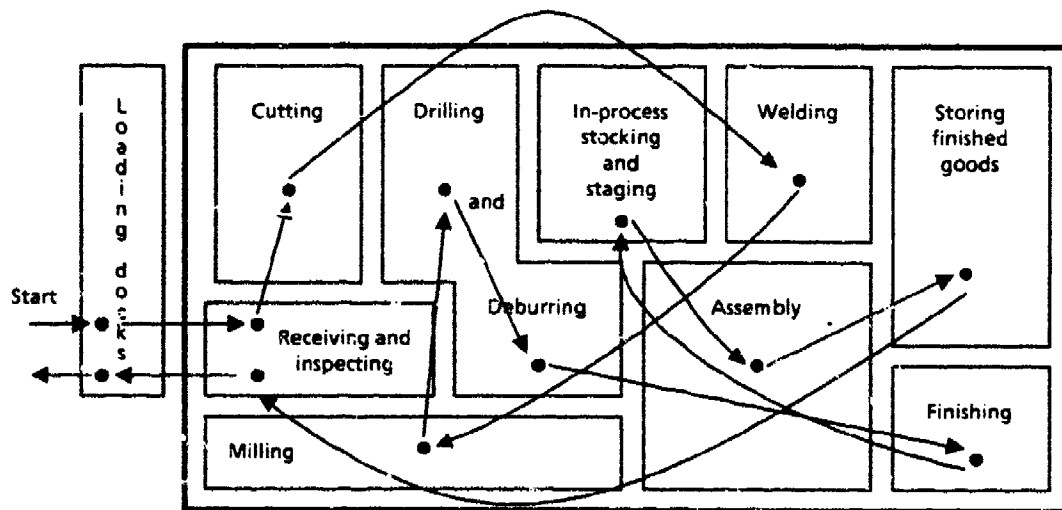 Loading docks
Cutting
Drilling
and
Deburring
In-process
stocking
and
staging
Welding
Storing
finished
goods
Start
Receiving and
inspecting
Assembly
Milling
Finishing